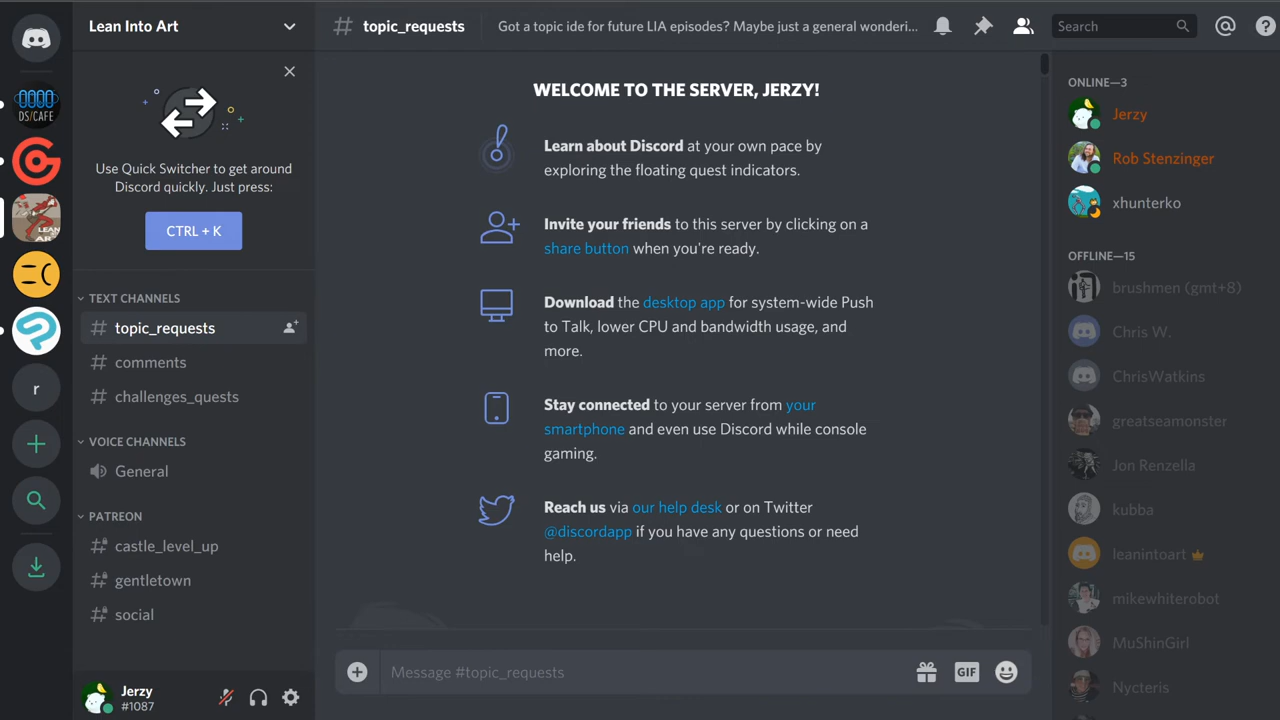 DS/CAFE
LEAN
AR
r
Lean Into Art
Use Quick Switcher to get around
Discord quickly. Just press:
CTRL + K
TEXT CHANNELS
# topic_requests
# comments
# challenges_quests
VOICE CHANNELS
General
PATREON
# castle_level_up
# gentletown
# social
Jerzy
#1087
# topic_requests
Got a topic ide for future LIA episodes? Maybe just a general wonderi...
Search
WELCOME TO THE SERVER, JERZY!
Learn about Discord at your own pace by
exploring the floating quest indicators.
Invite your friends to this server by clicking on a
share button when you're ready.
Download the desktop app for system-wide Push
to Talk, lower CPU and bandwidth usage, and
more.
Stay connected to your server from your
smartphone and even use Discord while console
gaming.
Reach us via our help desk or on Twitter
@discordapp if you have any questions or need
help.
Message #topic_requests
GIF
ONLINE—3
Jerzy
Rob Stenzinger
xhunterko
OFFLINE—15
brushmen (gmt+8)
Chris W.
ChrisWatkins
greatseamonster
Jon Renzella
kubba
leanintoart
mikewhiterobot
MuShinGirl
Nycteris